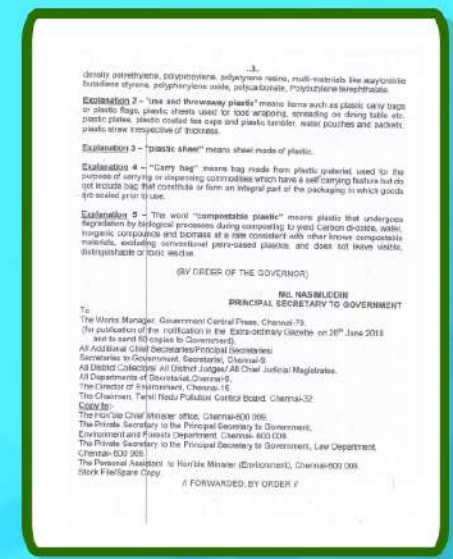 ..3..
density polyethylene, polypropylene, polystyrene resins, multi-materials like acrylonitrile
butadiene styrene, polyphenylene oxide, polycarbonate, Polybutylene terephthalate.
Explanation 2 – "use and throwaway plastic" means items such as plastic carry bags
or plastic flags, plastic sheets used for food wrapping, spreading on dining table etc.
plastic plates, plastic coated tea cups and plastic tumbler, water pouches and packets,
plastic straw irrespective of thickness.
Explanation 3 – "plastic sheet" means sheet made of plastic.
Explanation 4 – "Carry bag" means bag made from plastic material, used for the
purpose of carrying or dispensing commodities which have a self carrying feature but do
not include bag that constitute or form an integral part of the packaging in which goods
are sealed prior to use.
Explanation 5 – The word "compostable plastic" means plastic that undergoes
degradation by biological processes during composting to yield Carbon di-oxide, water,
inorganic compounds and biomass at a rate consistent with other known compostable
materials, excluding conventional petro-based plastics, and does not leave visible,
distinguishable or toxic residue.
(BY ORDER OF THE GOVERNOR)
Md. NASIMUDDIN
PRINCIPAL SECRETARY TO GOVERNMENT
To
The Works Manager, Government Central Press, Chennai-79.
(for publication of the notification in the Extra-ordinary Gazette on June
and to send 50 copies to Government).
All Additional Chief Secretaries/Principal Secretaries/
Secretaries to Government, Secretariat, Chennai-9.
All District Collectors/ All District Judges/ All Chief Judicial Magistrates.
All Departments of Secretariat,Chennai-9.
The Director of Environment, Chennai-15.
The Chairman, Tamil Nadu Pollution Control Board, Chennai-32
Copy to:-
The Hon'ble Chief Minister office, Chennai-600 009.
The Private Secretary to the Principal Secretary to Government,
Environment and Forests Department, Chennai- 600 009.
The Private Secretary to the Principal Secretary to Government, Law Department
Chennai- 600 009.
The Personal Assistant to Hon'ble Minister (Environment), Chennai-600 009.
Stock File/Spare Copy.
// FORWARDED: BY ORDER //